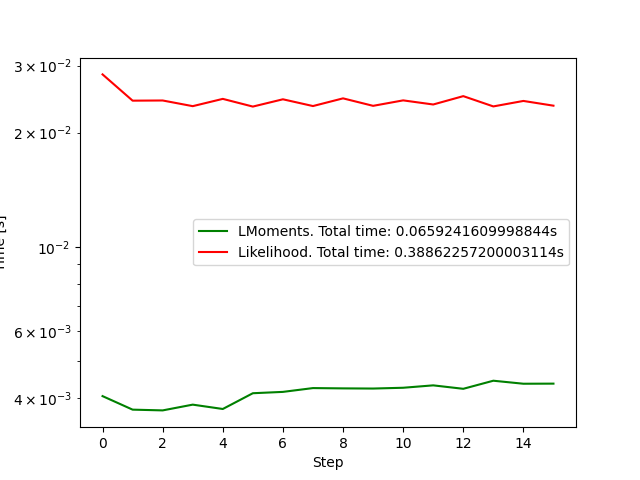 3 × 10⁻²
2 × 10⁻²
10⁻²
6 × 10⁻³
4 × 10⁻³
LMoments. Total time: 0.0659241609998844s
Likelihood. Total time: 0.38862257200003114s
0 2 4 6 8 10 12 14
Step